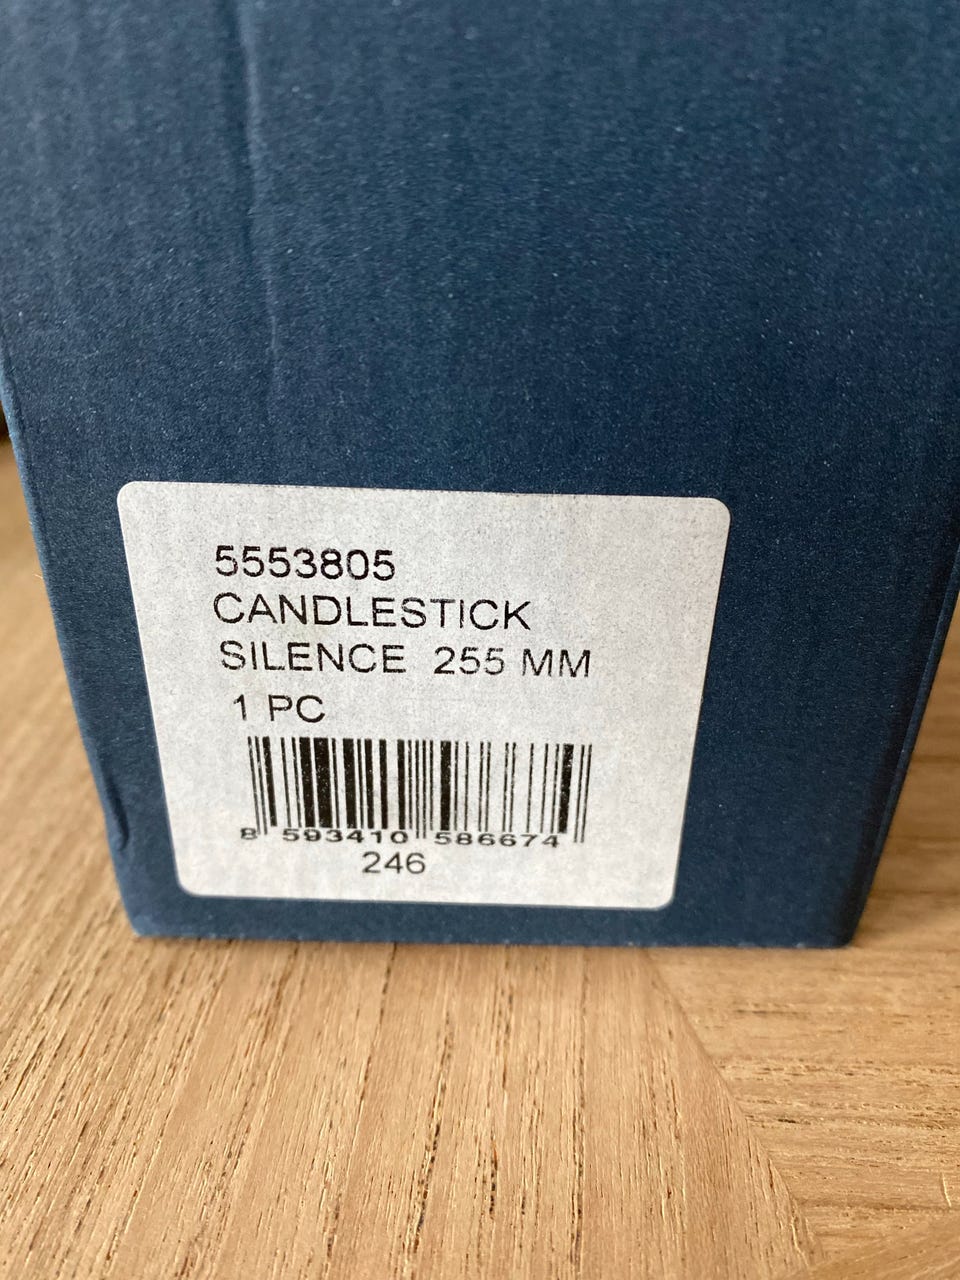 5553805
CANDLESTICK
SILENCE 255 MM
1 PC
8 593410 586674
246